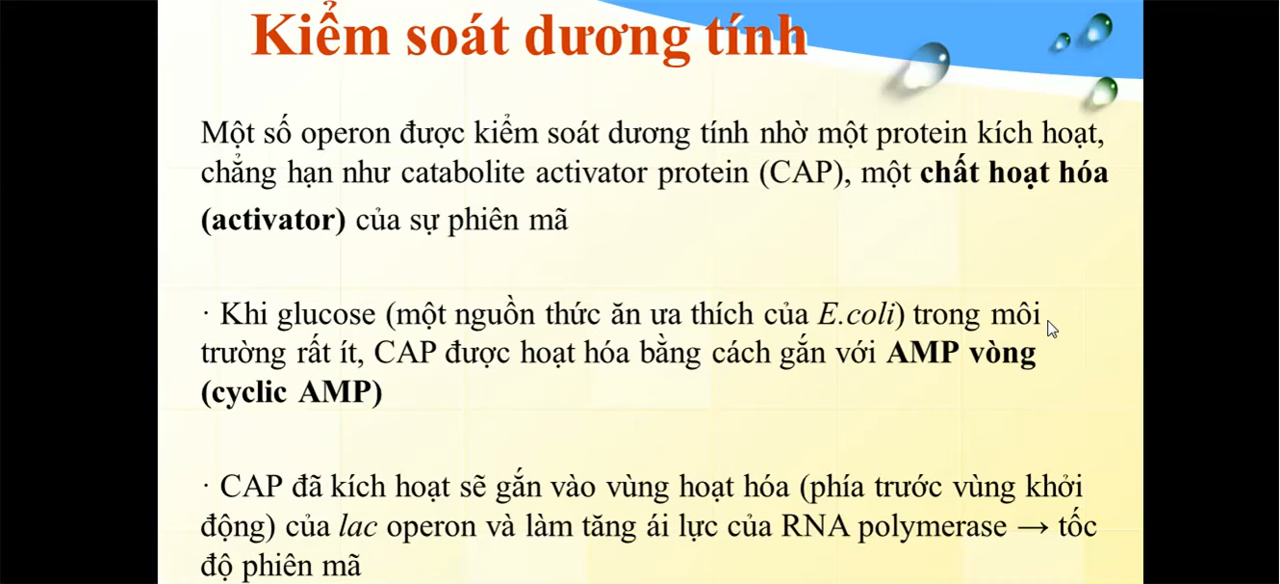 Kiểm soát dương tính
Một số operon được kiểm soát dương tính nhờ một protein kích hoạt,
chẳng hạn như catabolite activator protein (CAP), một chất hoạt hóa
(activator) của sự phiên mã
· Khi glucose (một nguồn thức ăn ưa thích của E.coli) trong môi
trường rất ít, CAP được hoạt hóa bằng cách gắn với AMP vòng
(cyclic AMP)
· CAP đã kích hoạt sẽ gắn vào vùng hoạt hóa (phía trước vùng khởi
động) của lac operon và làm tăng ái lực của RNA polymerase → tốc
độ phiên mã